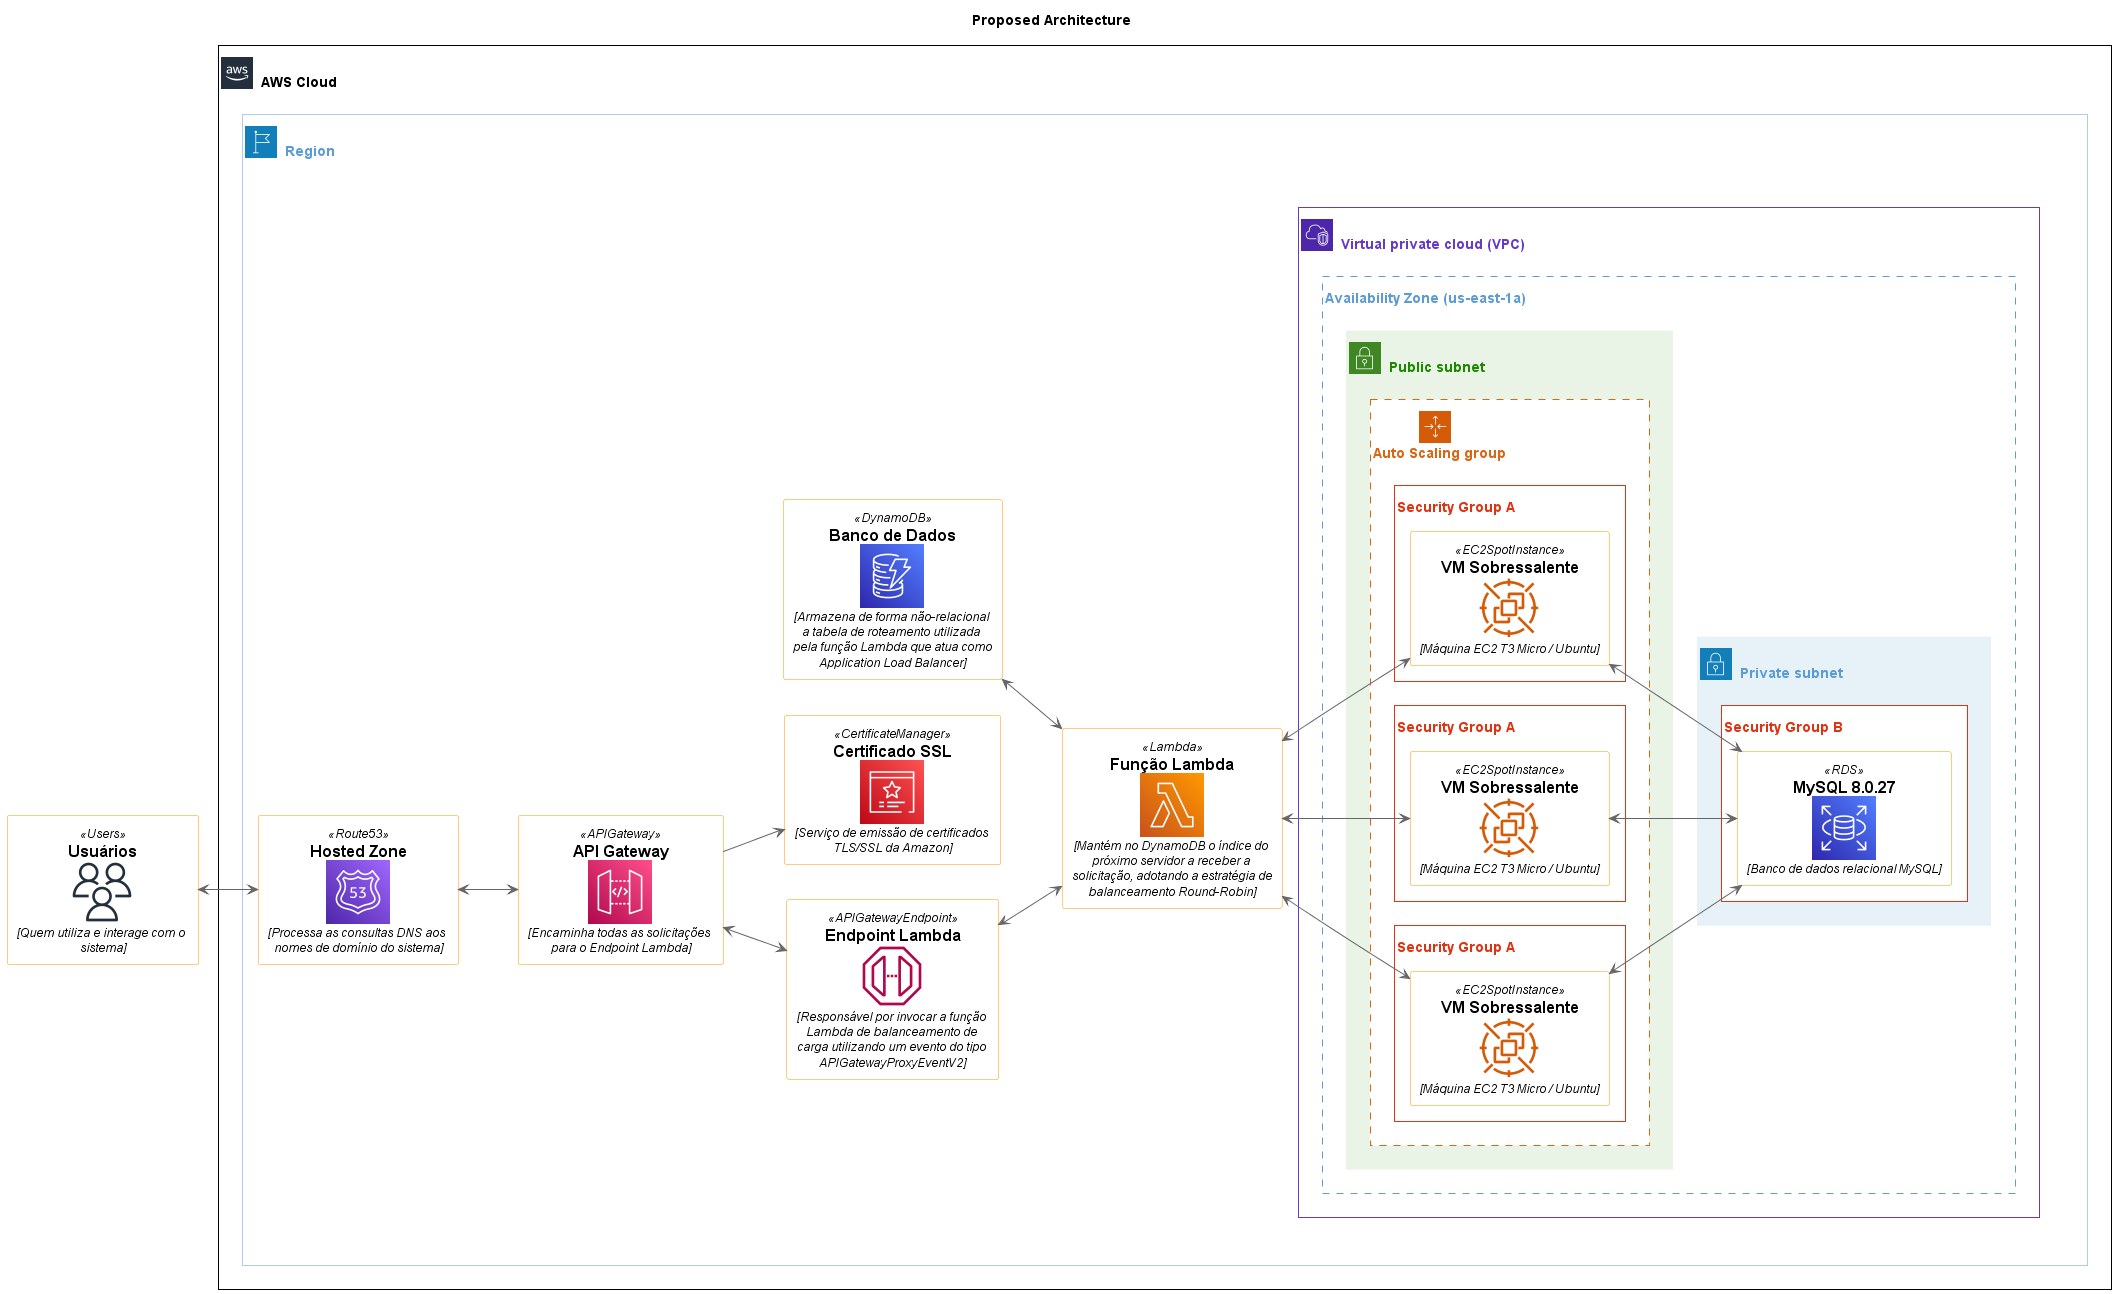 Proposed Architecture
aws
AWS Cloud
Region
Virtual private cloud (VPC)
Availability Zone (us-east-1a)
Public subnet
Auto Scaling group
Security Group A
«EC2SpotInstance»
VM Sobressalente
[Máquina EC2 T3 Micro / Ubuntu]
Security Group A
«EC2SpotInstance»
VM Sobressalente
[Máquina EC2 T3 Micro / Ubuntu]
Security Group A
«EC2SpotInstance»
VM Sobressalente
[Máquina EC2 T3 Micro / Ubuntu]
Private subnet
Security Group B
«RDS»
MySQL 8.0.27
[Banco de dados relacional MySQL]
«DynamoDB»
Banco de Dados
[Armazena de forma não-relacional
a tabela de roteamento utilizada
pela função Lambda que atua como
Application Load Balancer]
«CertificateManager»
Certificado SSL
[Serviço de emissão de certificados
TLS/SSL da Amazon]
«Lambda»
Função Lambda
[Mantém no DynamoDB o índice do
próximo servidor a receber a
solicitação, adotando a estratégia de
balanceamento Round-Robin]
«Users»
Usuários
[Quem utiliza e interage com o
sistema]
«Route53»
Hosted Zone
53
[Processa as consultas DNS aos
nomes de domínio do sistema]
«APIGateway»
API Gateway
</>
[Encaminha todas as solicitações
para o Endpoint Lambda]
«APIGatewayEndpoint»
Endpoint Lambda
[Responsável por invocar a função
Lambda de balanceamento de
carga utilizando um evento do tipo
APIGatewayProxyEventV2]